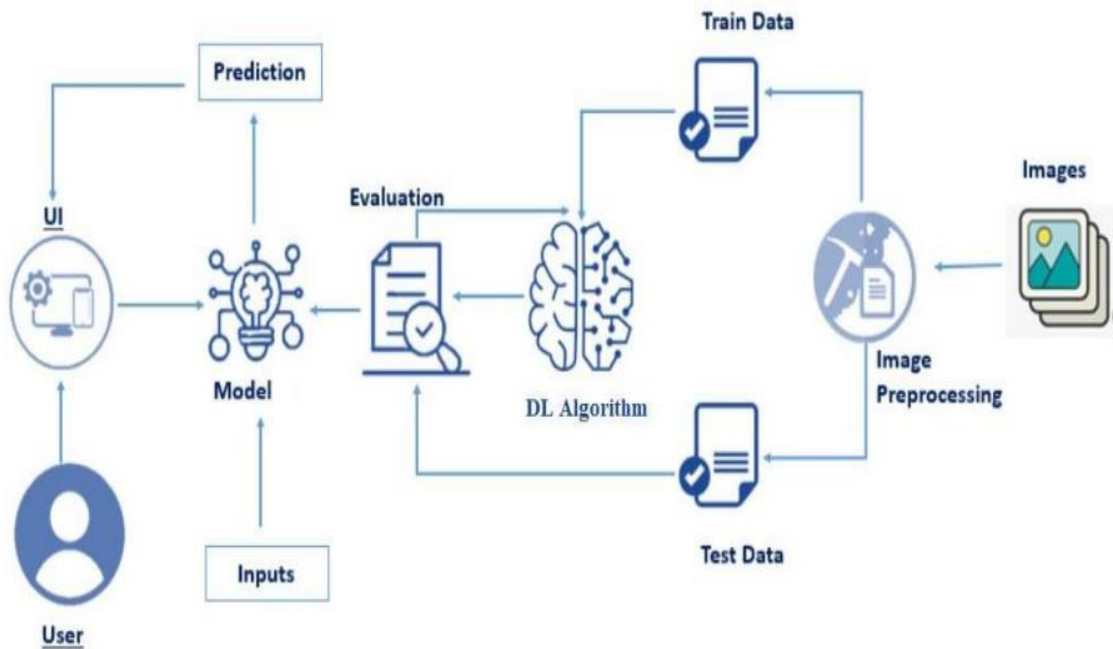 Train Data
Prediction
Images
Evaluation
UI
Model
Image
Preprocessing
DL Algorithm
Inputs
Test Data
User